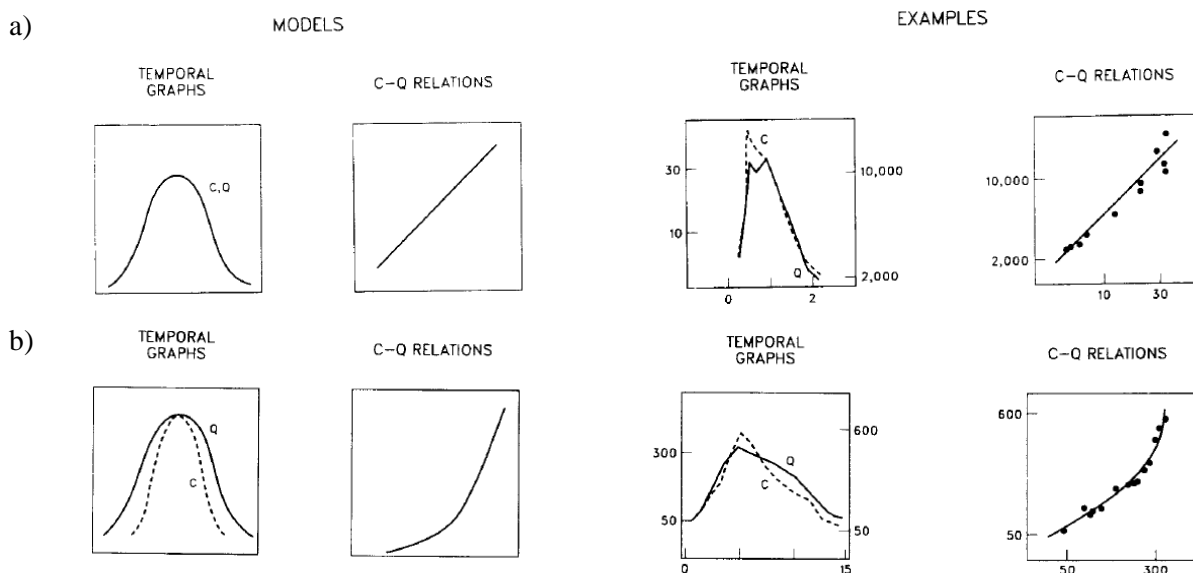 a)
MODELS
EXAMPLES
TEMPORAL
GRAPHS
C-Q RELATIONS
C,Q
TEMPORAL
GRAPHS
C
Q
30
10
10,000
2,000
0
2
C-Q RELATIONS
10,000
2,000
10
30
b)
TEMPORAL
GRAPHS
Q
C
C-Q RELATIONS
TEMPORAL
GRAPHS
Q
C
300
50
600
50
0
15
C-Q RELATIONS
600
50
50
300